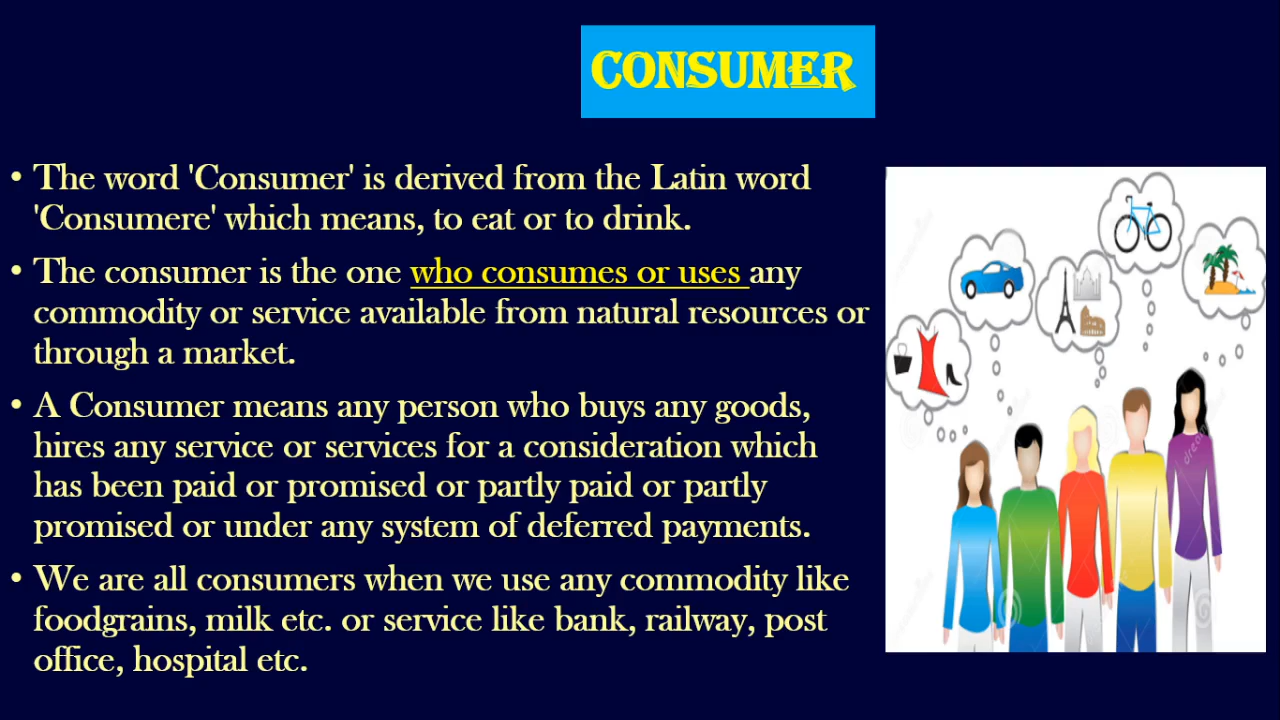 CONSUMER
• The word 'Consumer' is derived from the Latin word
'Consumere' which means, to eat or to drink.
• The consumer is the one who consumes or uses any
commodity or service available from natural resources or
through a market.
• A Consumer means any person who buys any goods,
hires any service or services for a consideration which
has been paid or promised or partly paid or partly
promised or under any system of deferred payments.
• We are all consumers when we use any commodity like
foodgrains, milk etc. or service like bank, railway, post
office, hospital etc.